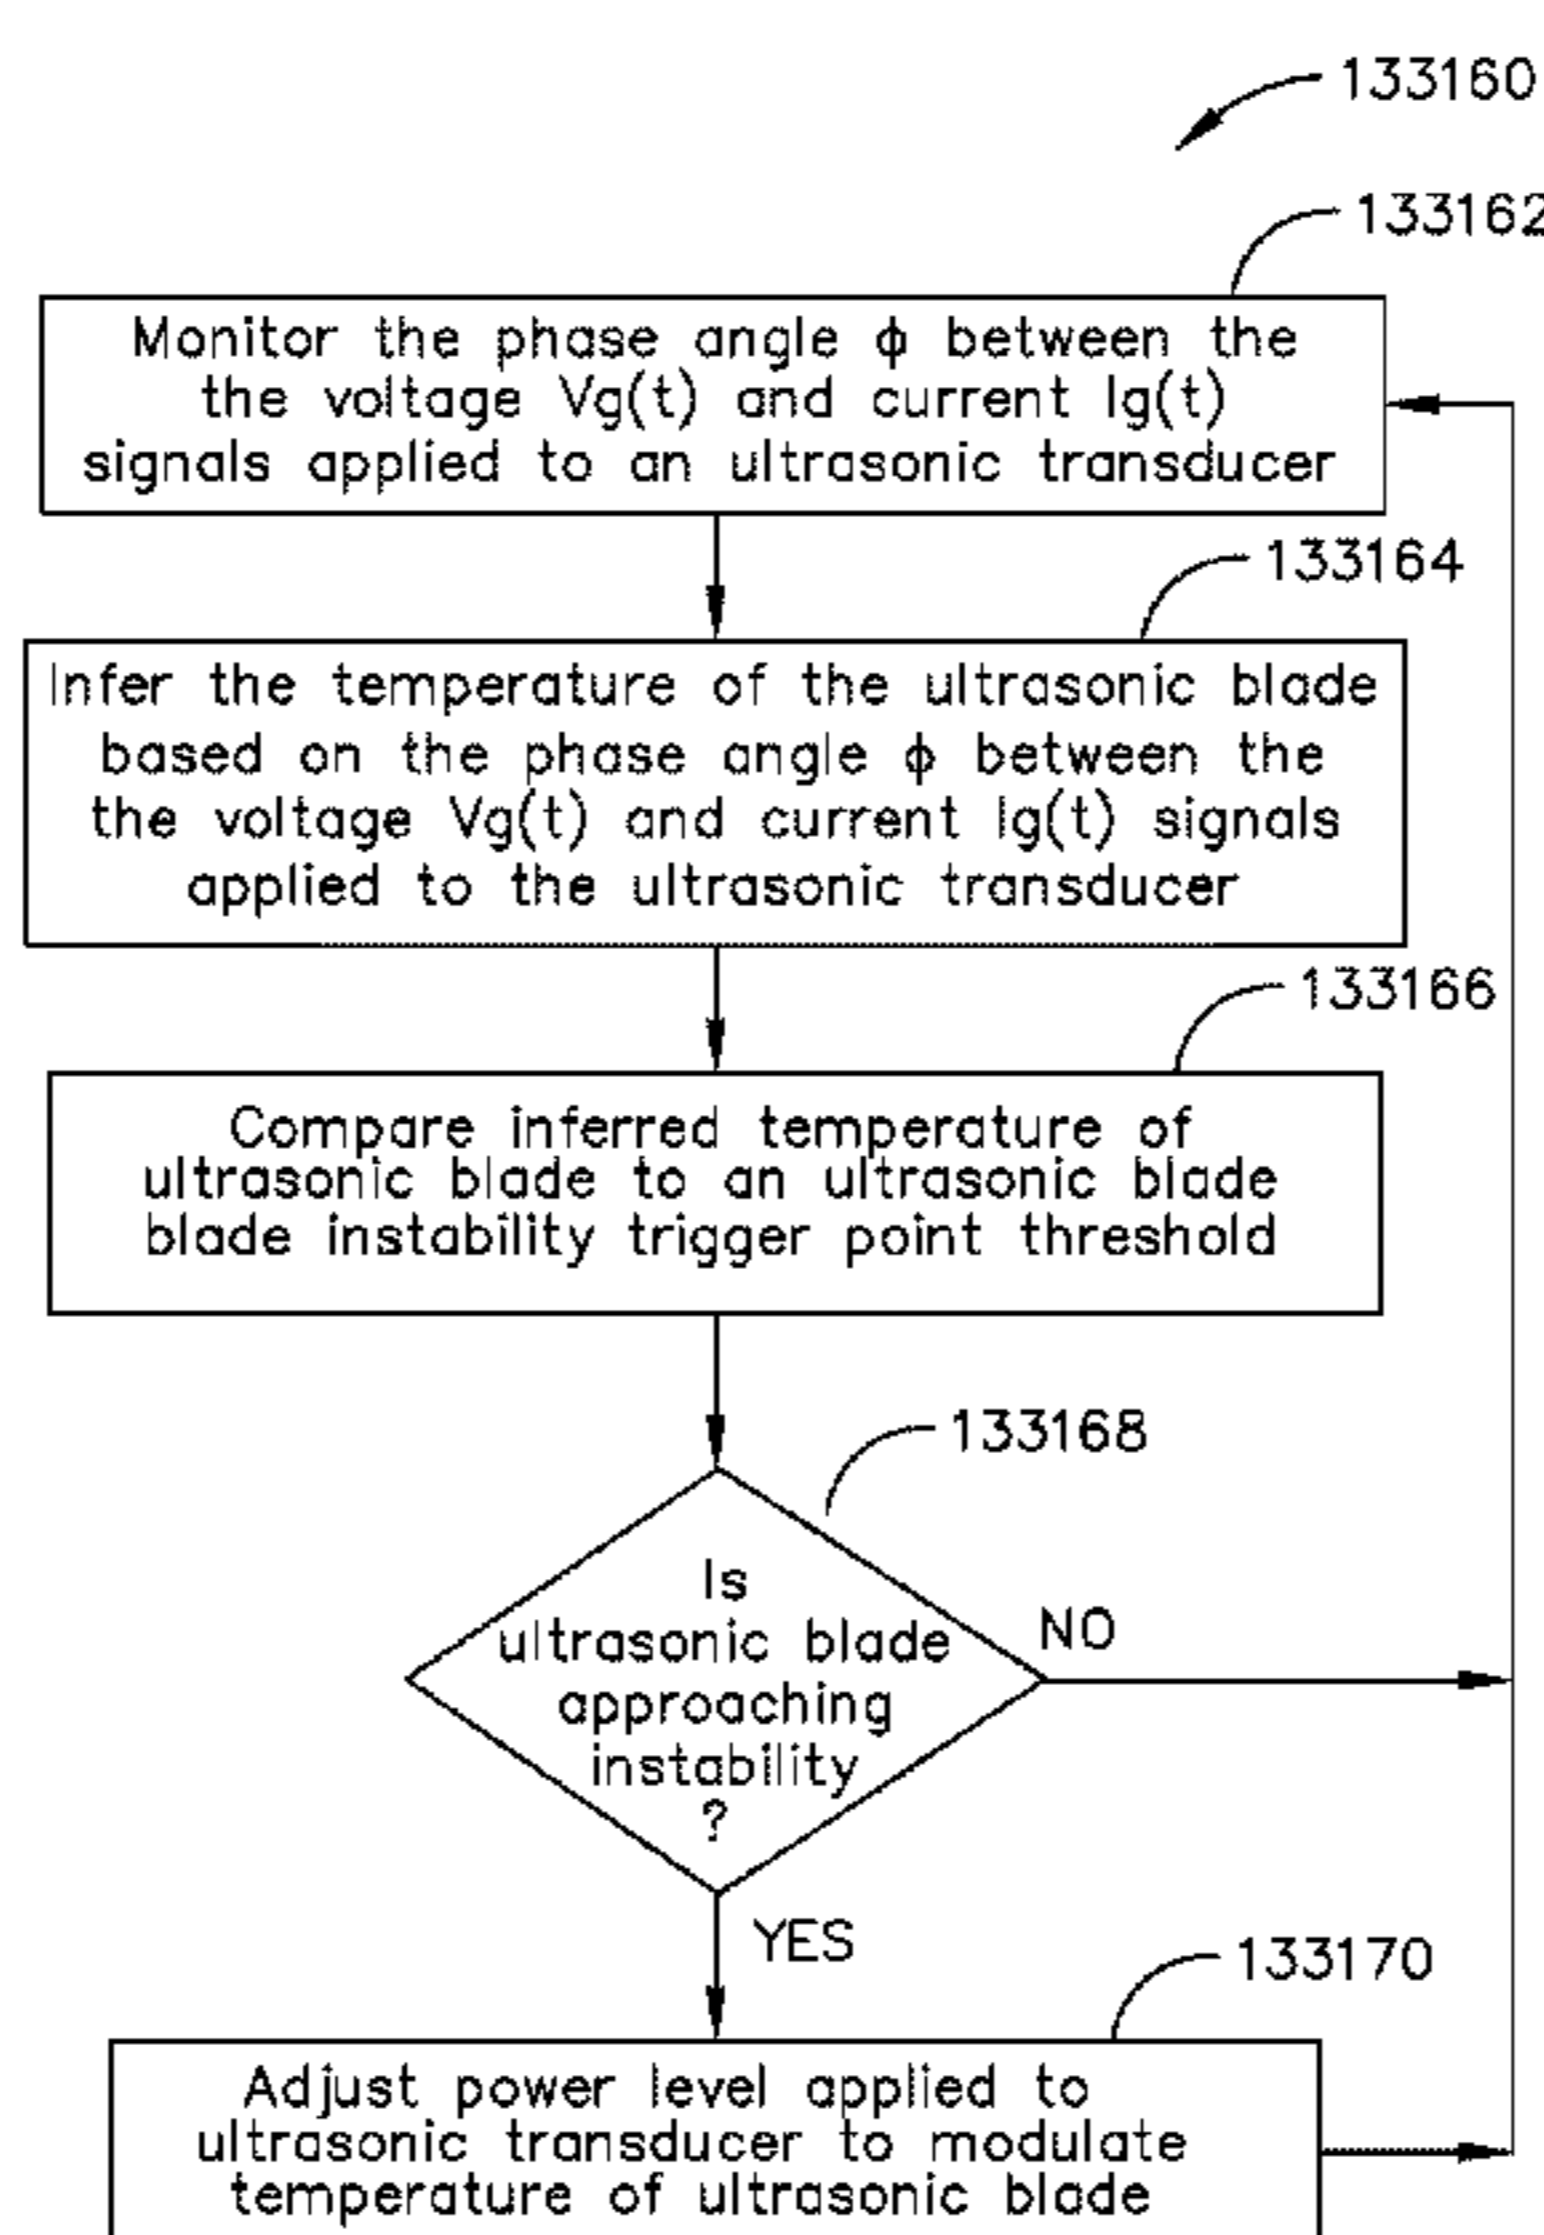 133160
133162
Monitor the phase angle ϕ between the
the voltage Vg(t) and current Ig(t)
signals applied to an ultrasonic transducer
133164
Infer the temperature of the ultrasonic blade
based on the phase angle ϕ between the
the voltage Vg(t) and current Ig(t) signals
applied to the ultrasonic transducer
133166
Compare inferred temperature of
ultrasonic blade to an ultrasonic blade
blade instability trigger point threshold
133168
Is
ultrasonic blade
approaching
instability
?
NO
YES
133170
Adjust power level applied to
ultrasonic transducer to modulate
temperature of ultrasonic blade